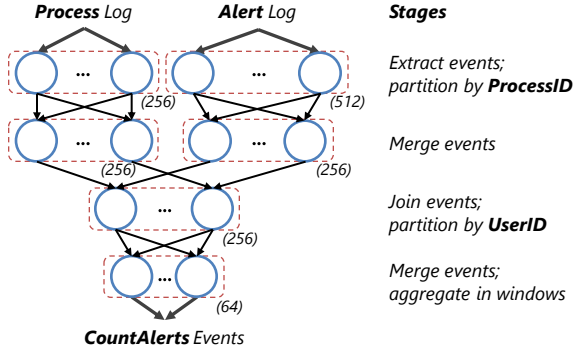 Process Log Alert Log Stages
... ... Extract events;
partition by ProcessID
(256) (512)
... ... Merge events
(256) (256)
... Join events;
partition by UserID
(256)
... Merge events;
aggregate in windows
(64)
CountAlerts Events